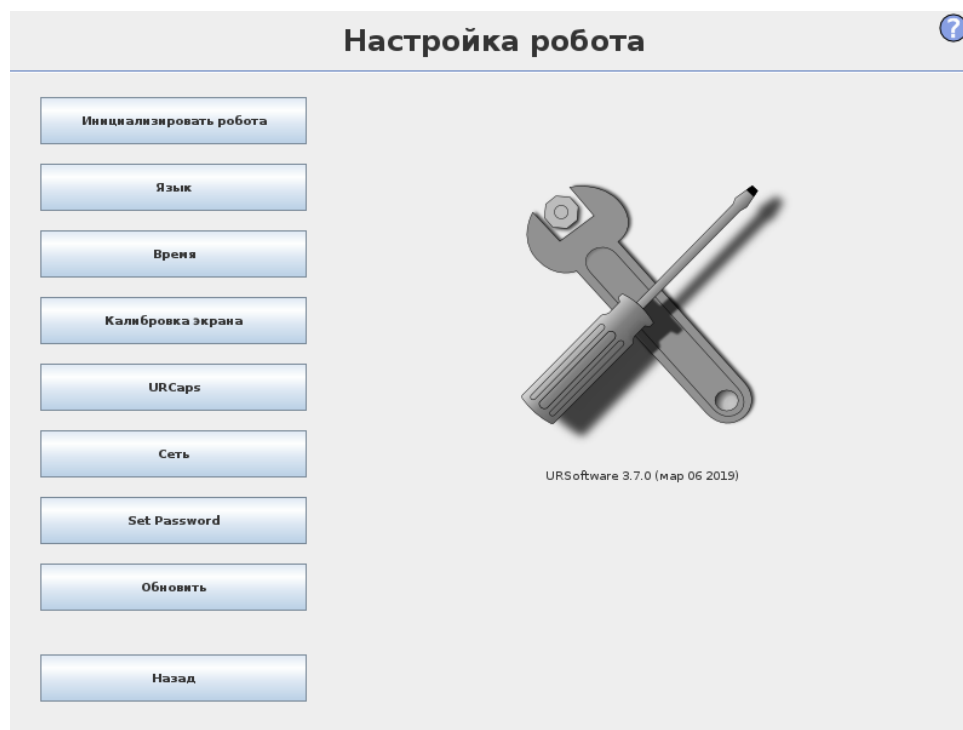 Настройка робота
?
Инициализировать робота
Язык
Время
Калибровка экрана
URCaps
Сеть
Set Password
Обновить
Назад
URSoftware 3.7.0 (мар 06 2019)